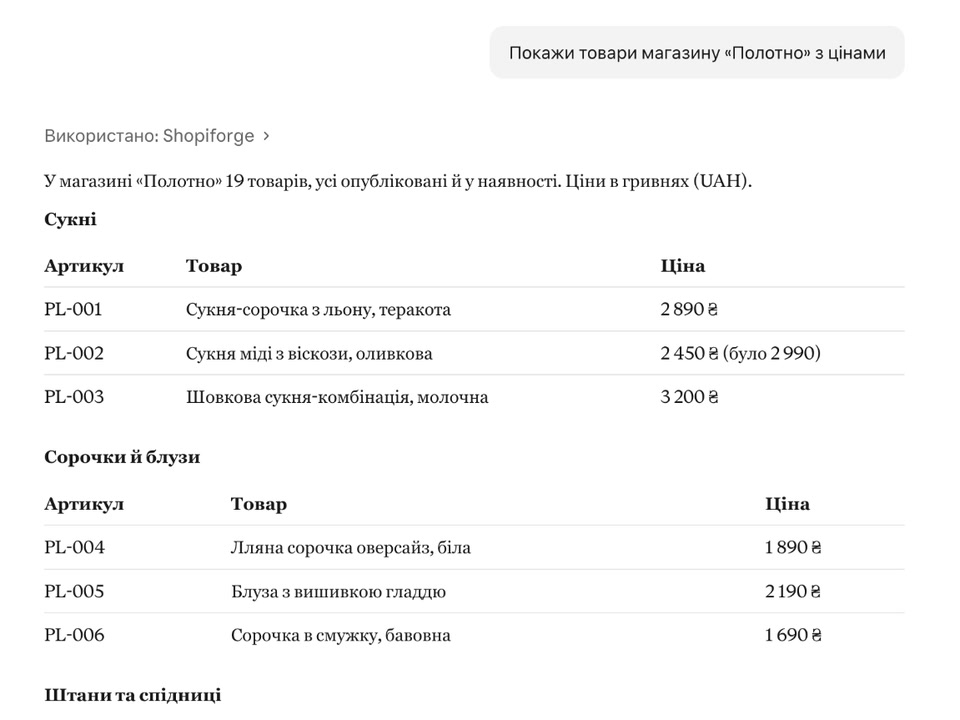 Покажи товари магазину «Полотно» з цінами
Використано: Shopiforge >
У магазині «Полотно» 19 товарів, усі опубліковані й у наявності. Ціни в гривнях (UAH).
Сукні
Артикул Товар Ціна
PL-001 Сукня-сорочка з льону, теракота 2 890 ₴
PL-002 Сукня міді з віскози, оливкова 2 450 ₴ (було 2 990)
PL-003 Шовкова сукня-комбінація, молочна 3 200 ₴
Сорочки й блузи
Артикул Товар Ціна
PL-004 Лляна сорочка оверсайз, біла 1 890 ₴
PL-005 Блуза з вишивкою гладдю 2 190 ₴
PL-006 Сорочка в смужку, бавовна 1 690 ₴
Штани та спідниці